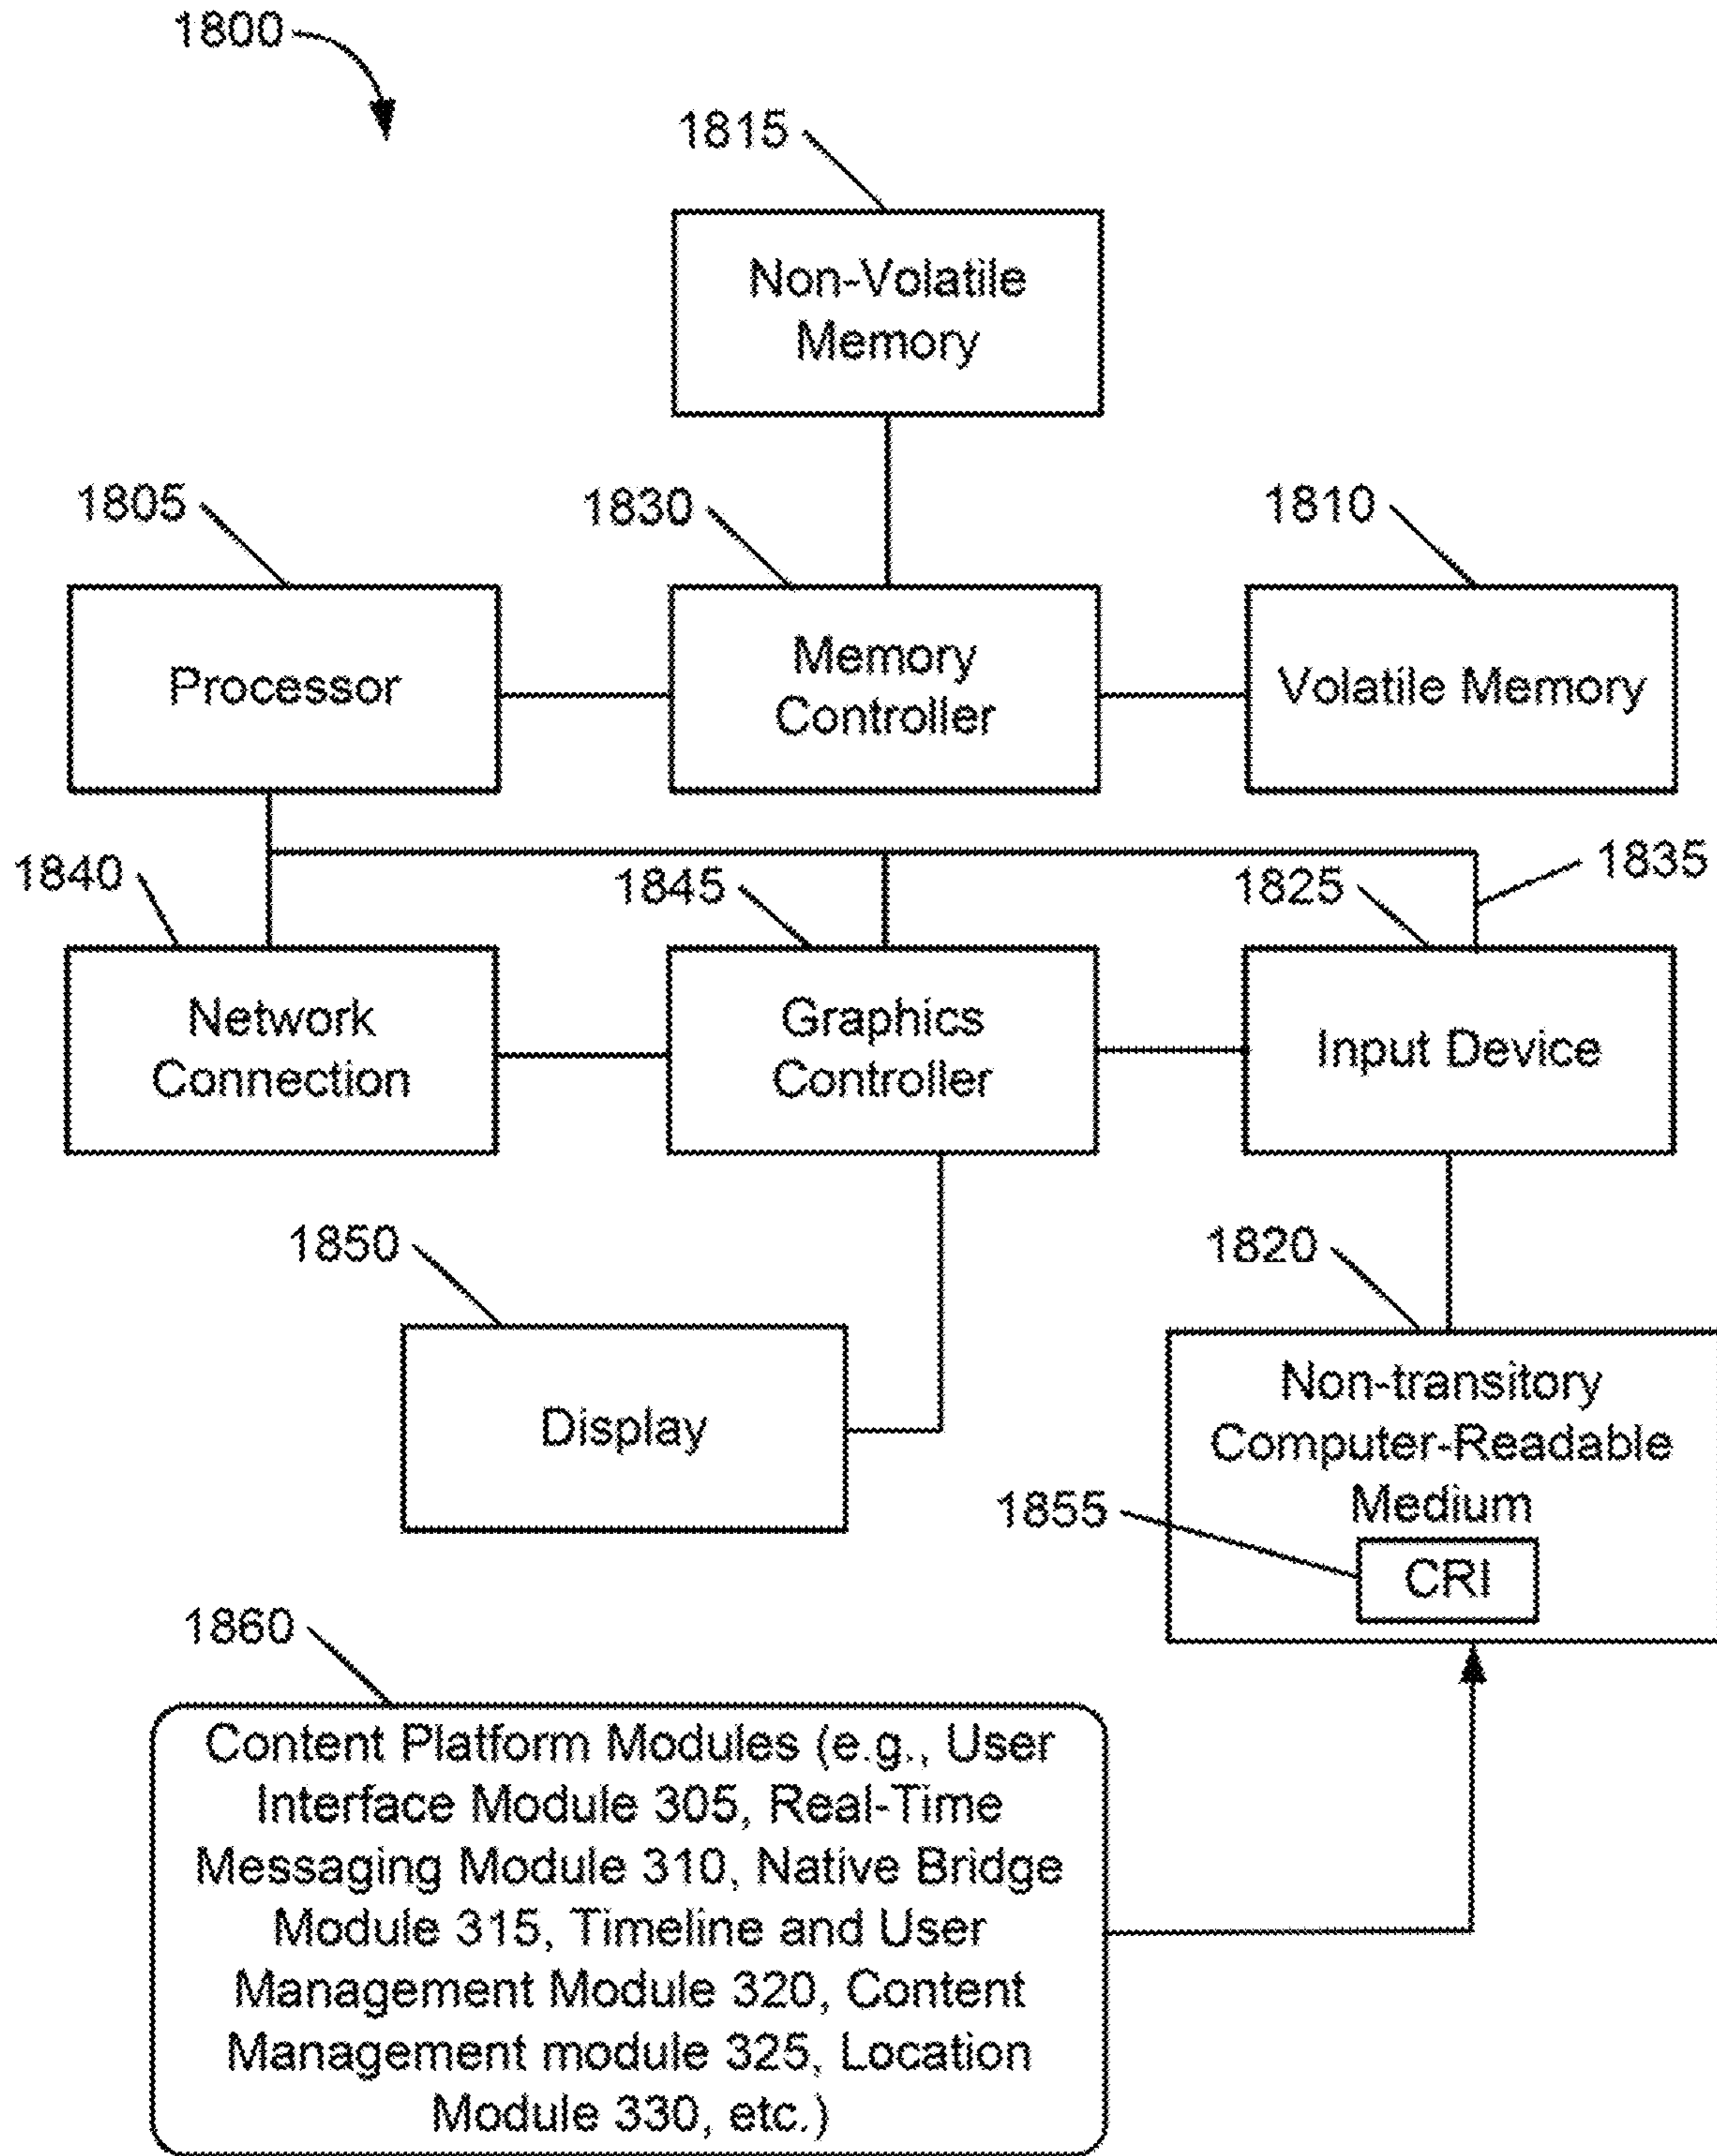 1800
1815
Non-Volatile
Memory
1805
1830
1810
Processor
Memory
Controller
Volatile Memory
1840
1845
1825
1835
Network
Connection
Graphics
Controller
Input Device
1850
1820
Display
Non-transitory
Computer-Readable
Medium
1855
CRI
1860
Content Platform Modules (e.g., User
Interface Module 305, Real-Time
Messaging Module 310, Native Bridge
Module 315, Timeline and User
Management Module 320, Content
Management module 325, Location
Module 330, etc.)